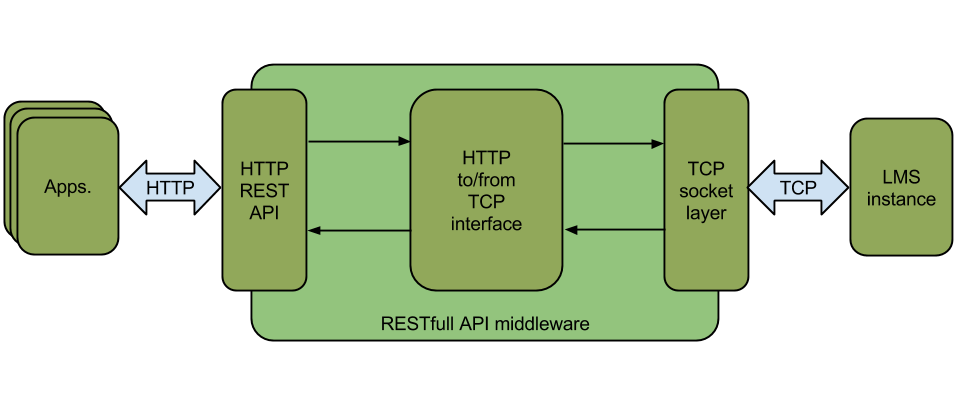 Apps.
HTTP
HTTP
REST
API
HTTP
to/from
TCP
interface
TCP
socket
layer
TCP
LMS
instance
RESTfull API middleware